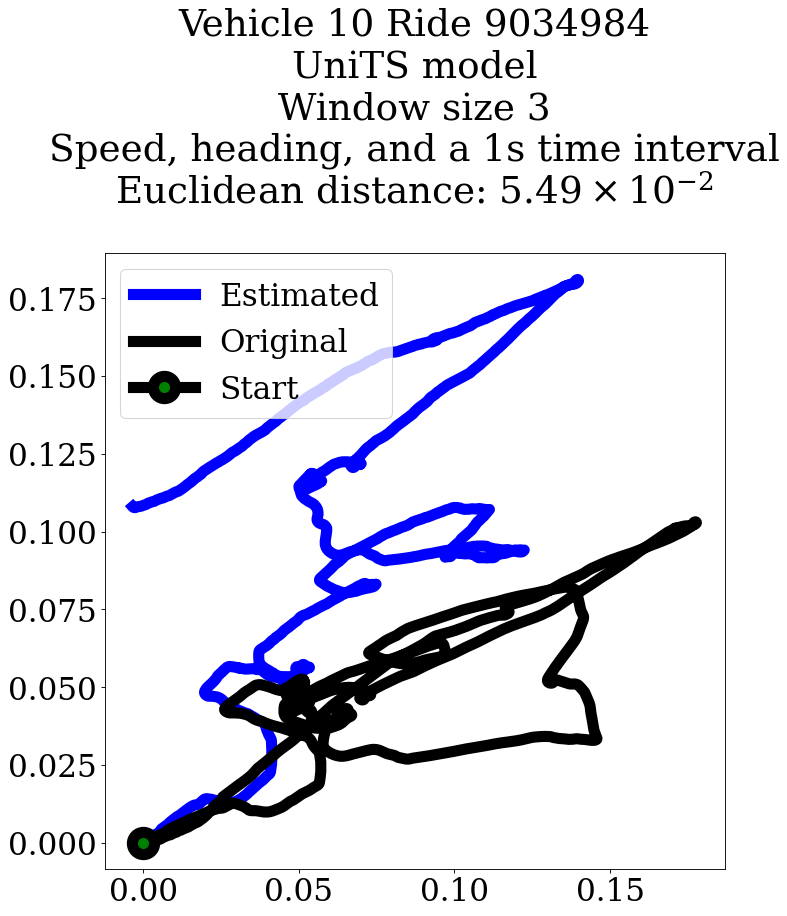 Vehicle 10 Ride 9034984
UniTS model
Window size 3
Speed, heading, and a 1s time interval
Euclidean distance: 5.49 × 10⁻²
Estimated
Original
Start
0.175
0.150
0.125
0.100
0.075
0.050
0.025
0.000
0.00 0.05 0.10 0.15